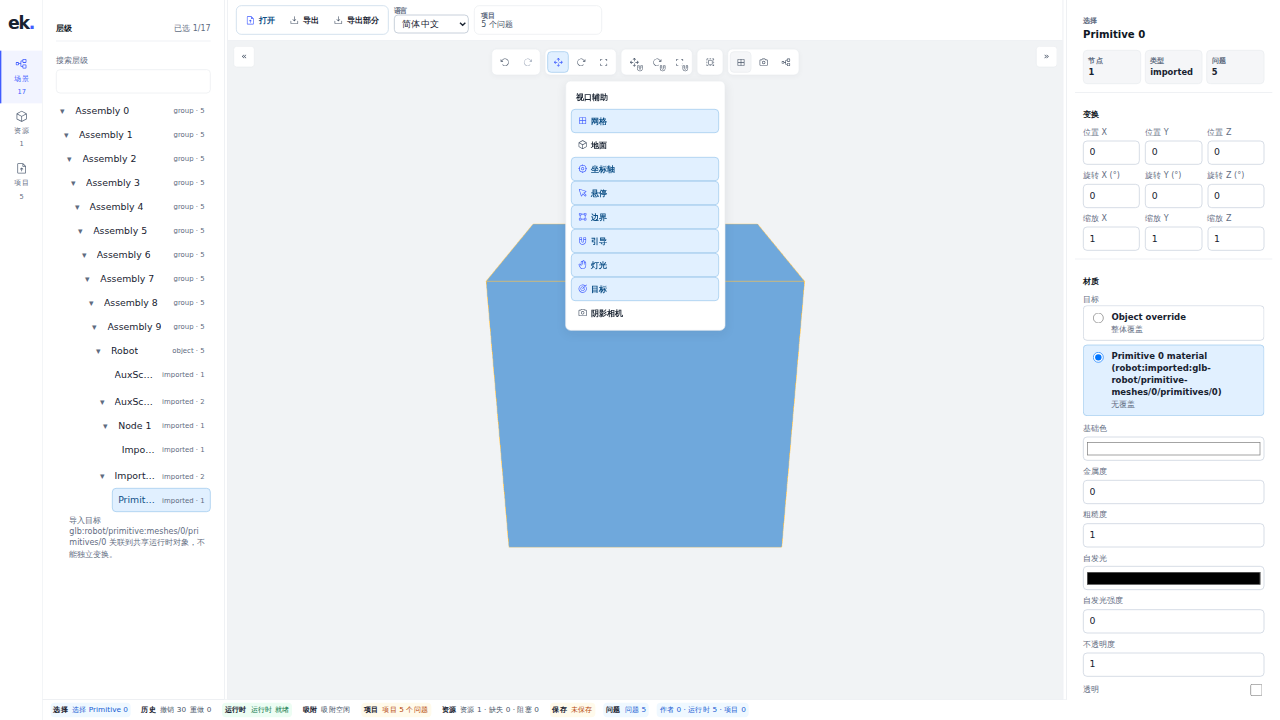 ek.
场景
17
资源
1
项目
5
层级
已选 1/17
搜索层级
Assembly 0 group · 5
Assembly 1 group · 5
Assembly 2 group · 5
Assembly 3 group · 5
Assembly 4 group · 5
Assembly 5 group · 5
Assembly 6 group · 5
Assembly 7 group · 5
Assembly 8 group · 5
Assembly 9 group · 5
Robot object · 5
AuxSc... imported · 1
AuxSc... imported · 2
Node 1 imported · 1
Impo... imported · 1
Import... imported · 2
Primit... imported · 1
导入目标
glb:robot/primitive:meshes/0/pri
mitives/0 关联到共享运行时对象，不
能独立变换。
打开 导出 导出部分
语言
简体中文
项目
5 个问题
«
»
视口辅助
网格
地面
坐标轴
悬停
边界
引导
灯光
目标
阴影相机
选择
Primitive 0
节点
1
类型
imported
问题
5
变换
位置 X 位置 Y 位置 Z
0 0 0
旋转 X (°) 旋转 Y (°) 旋转 Z (°)
0 0 0
缩放 X 缩放 Y 缩放 Z
1 1 1
材质
目标
Object override
整体覆盖
Primitive 0 material
(robot:imported:glb-
robot/primitive-
meshes/0/primitives/0)
无覆盖
基础色
金属度
0
粗糙度
1
自发光
自发光强度
0
不透明度
1
透明
选择 选择 Primitive 0 历史 撤销 30 重做 0 运行时 运行时 就绪 吸附 吸附空闲 项目 项目 5 个问题 资源 资源 1 · 缺失 0 · 阻塞 0 保存 未保存 问题 问题 5 作者 0 · 运行时 5 · 项目 0